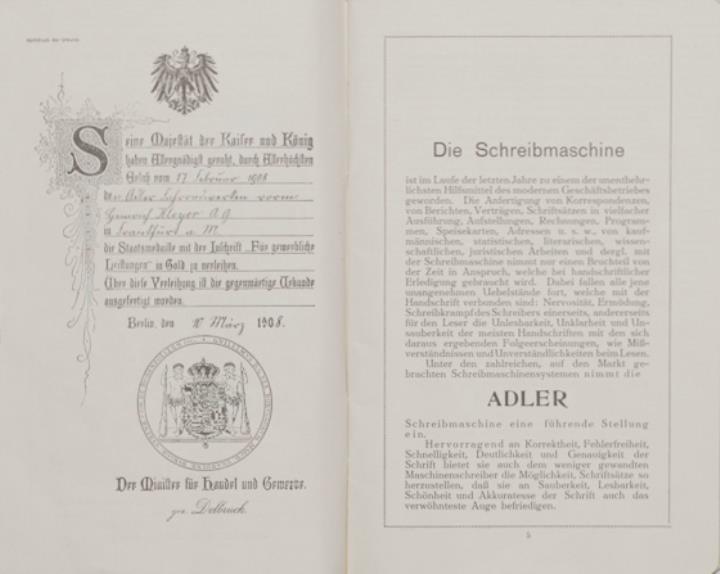 Seine Majestät der Kaiser und König
haben Allergnädigst geruht, durch Allerhöchsten
Erlaß vom 17 Februar 1908
den Adler Fahrradwerken vorm.
Heinrich Kleyer A G
in Frankfurt a M
die Staatsmedaille mit der Inschrift „Für gewerbliche
Leistungen" in Gold zu verleihen.
Über diese Verleihung ist die gegenwärtige Urkunde
ausgefertigt worden.
Berlin, den 10 März 1908.
Der Minister für Handel und Gewerbe.
gez. Delbrück.
Die Schreibmaschine
ist im Laufe der letzten Jahre zu einem der unentbehr-
lichsten Hilfsmittel des modernen Geschäftsbetriebes
geworden. Die Anfertigung von Korrespondenzen,
von Berichten, Verträgen, Schriftsätzen in vielfacher
Ausführung, Aufstellungen, Rechnungen, Program-
men, Speisekarten, Adressen u. s. w., von kauf-
männischen, statistischen, literarischen, wissen-
schaftlichen, juristischen Arbeiten und dergl. mit
der Schreibmaschine nimmt nur einen Bruchteil von
der Zeit in Anspruch, welche bei handschriftlicher
Erledigung gebraucht wird. Dabei fallen alle jene
unangenehmen Uebelstände fort, welche mit der
Handschrift verbunden sind: Nervosität, Ermüdung,
Schreibkrampf des Schreibers einerseits, andererseits
für den Leser die Unlesbarkeit, Unklarheit und Un-
sauberkeit der meisten Handschriften mit den sich
daraus ergebenden Folgeerscheinungen, wie Miß-
verständnissen und Unverständlichkeiten beim Lesen.
Unter den zahlreichen, auf den Markt ge-
brachten Schreibmaschinensystemen nimmt die
ADLER
Schreibmaschine eine führende Stellung
ein.
Hervorragend an Korrektheit, Fehlerfreiheit,
Schnelligkeit, Deutlichkeit und Genauigkeit der
Schrift bietet sie auch dem weniger gewandten
Maschinenschreiber die Möglichkeit, Schriftsätze so
herzustellen, daß sie an Sauberkeit, Lesbarkeit,
Schönheit und Akkuratesse der Schrift auch das
verwöhnteste Auge befriedigen.
5